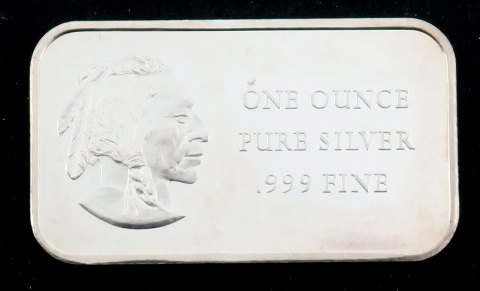 ONE OUNCE
PURE SILVER
.999 FINE